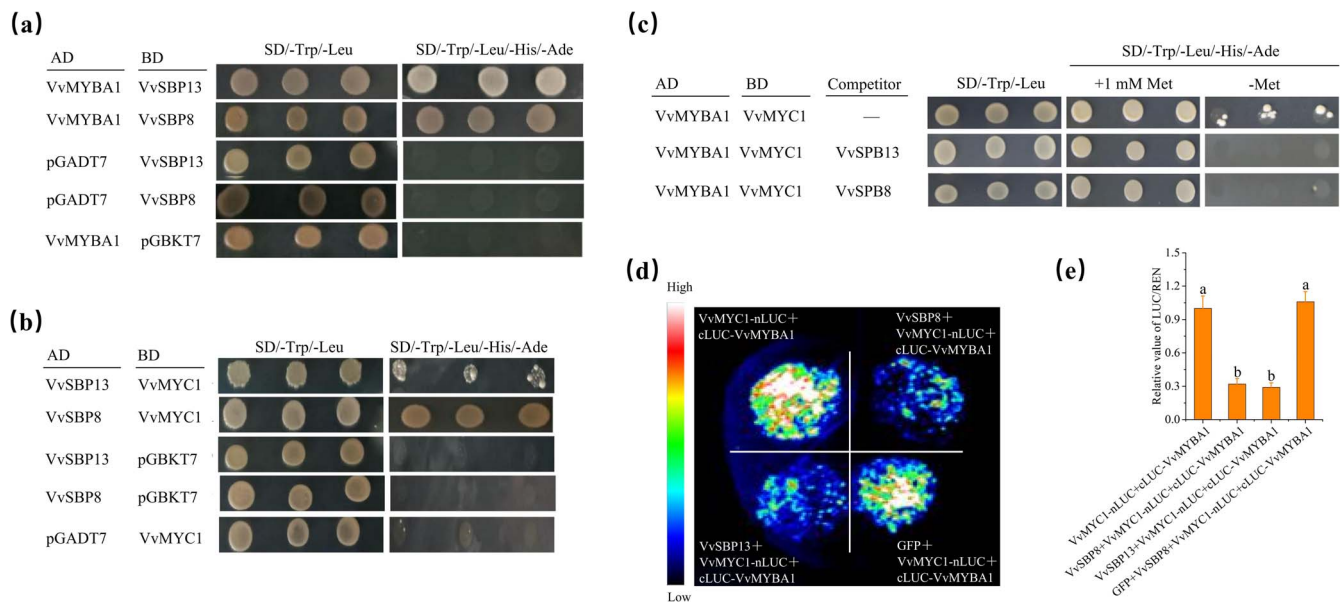 (a)
SD/-Trp/-Leu SD/-Trp/-Leu/-His/-Ade
AD BD
VvMYBA1 VvSBP13
VvMYBA1 VvSBP8
pGADT7 VvSBP13
pGADT7 VvSBP8
VvMYBA1 pGBKT7
(b)
SD/-Trp/-Leu SD/-Trp/-Leu/-His/-Ade
AD BD
VvSBP13 VvMYC1
VvSBP8 VvMYC1
VvSBP13 pGBKT7
VvSBP8 pGBKT7
pGADT7 VvMYC1
(c)
SD/-Trp/-Leu/-His/-Ade
AD BD Competitor SD/-Trp/-Leu +1 mM Met -Met
VvMYBA1 VvMYC1 —
VvMYBA1 VvMYC1 VvSPB13
VvMYBA1 VvMYC1 VvSPB8
(d)
High
Low
VvMYC1-nLUC+
cLUC-VvMYBA1
VvSBP8+
VvMYC1-nLUC+
cLUC-VvMYBA1
VvSBP13+
VvMYC1-nLUC+
cLUC-VvMYBA1
GFP+
VvMYC1-nLUC+
cLUC-VvMYBA1
(e)
Relative value of LUC/REN
1.5
1.2
0.9
0.6
0.3
0.0
a
b
b
a
VvMYC1-nLUC+cLUC-VvMYBA1
VvSBP8+VvMYC1-nLUC+cLUC-VvMYBA1
VvSBP13+VvMYC1-nLUC+cLUC-VvMYBA1
GFP+VvSBP8+VvMYC1-nLUC+cLUC-VvMYBA1